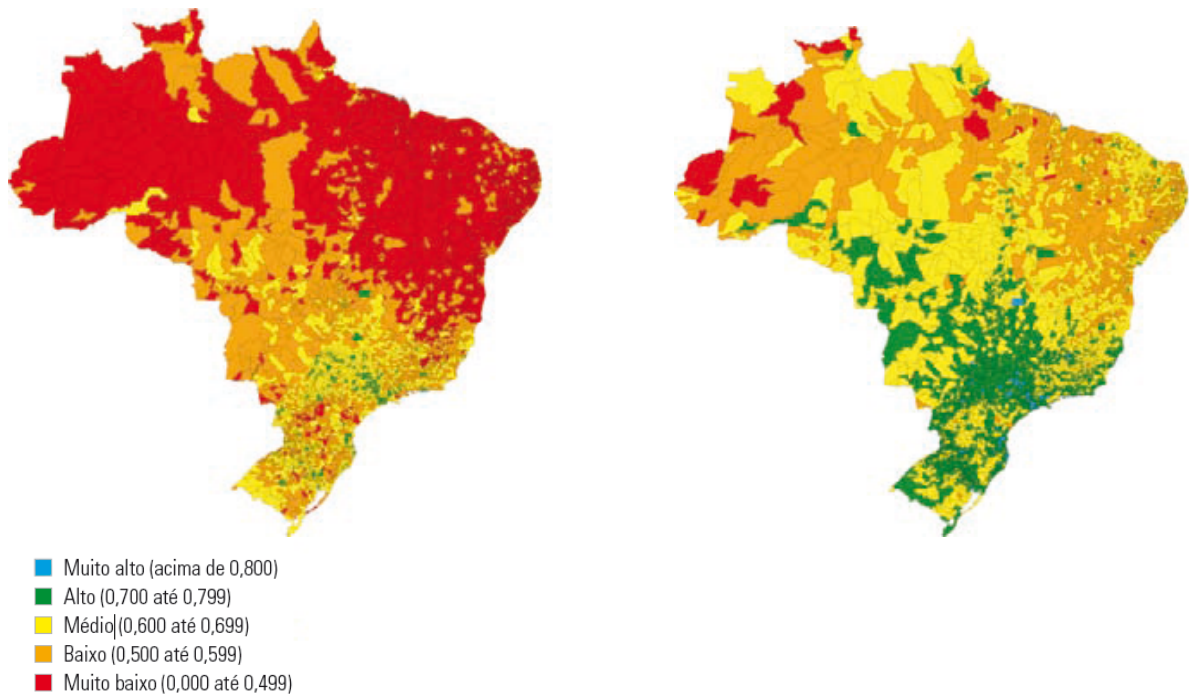 Muito alto (acima de 0,800)
Alto (0,700 até 0,799)
Médio (0,600 até 0,699)
Baixo (0,500 até 0,599)
Muito baixo (0,000 até 0,499)